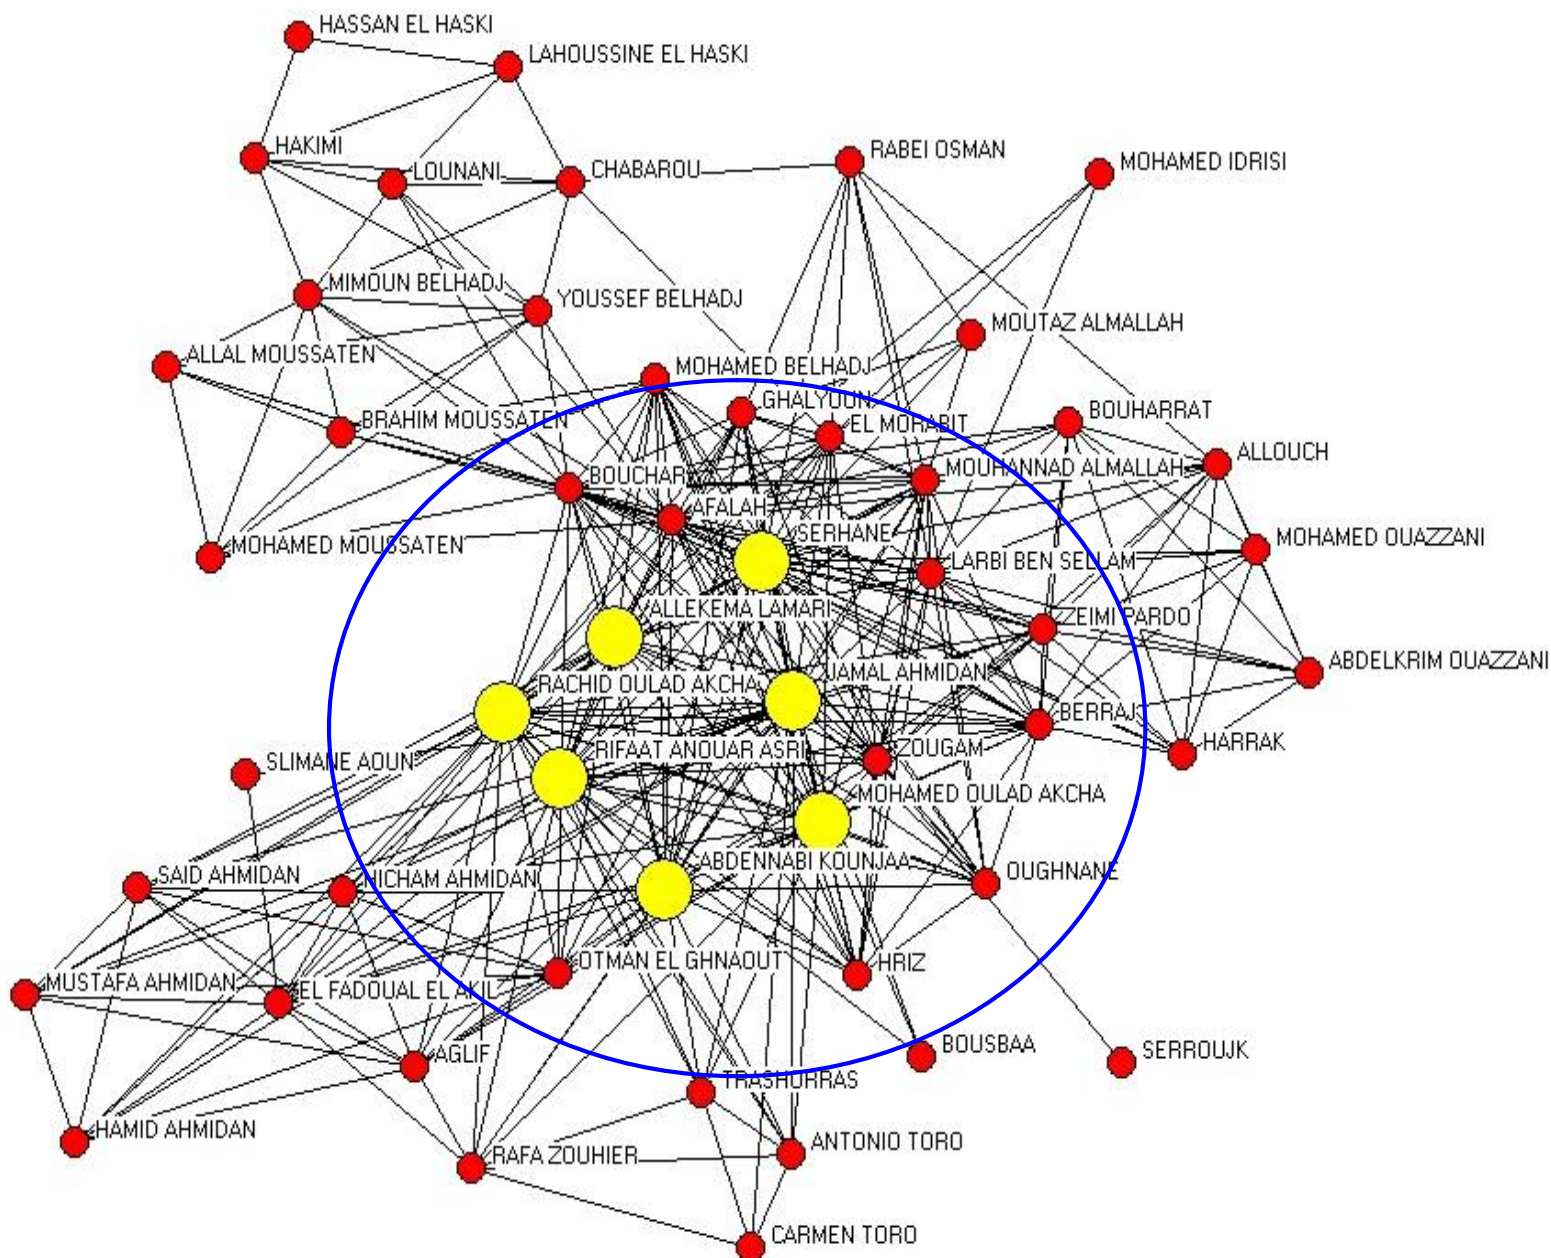 HASSAN EL HASKI
LAHOUSSINE EL HASKI
HAKIMI
LOUNANI
CHABAROU
RABEI OSMAN
MOHAMED IDRISI
MIMOUN BELHADJ
YOUSSEF BELHADJ
MOUTAZ ALMALLAH
ALLAL MOUSSATEN
MOHAMED BELHADJ
GHALYOUN
BRAHIM MOUSSATEN
EL MORABIT
BOUHARRAT
BOUCHAR
MOUHANNAD ALMALLAH
ALLOUCH
AFALAH
SERHANE
MOHAMED MOUSSATEN
MOHAMED OUAZZANI
LARBI BEN SELLAM
ALLEKEMA LAMARI
ZEIMI PARDO
ABDELKRIM OUAZZANI
RACHID OULAD AKCHA
JAMAL AHMIDAN
BERRAJ
HARRAK
SLIMANE AOUN
RIFAAT ANOUAR ASRI
ZOUGAM
MOHAMED OULAD AKCHA
SAID AHMIDAN
HICHAM AHMIDAN
ABDENNABI KOUNJAA
OUGHNANE
MUSTAFA AHMIDAN
EL FADOUAL EL AKIL
OTMAN EL GHNAOUT
HRIZ
AGLIF
BOUSBAA
SERROUJK
TRASHORRAS
HAMID AHMIDAN
RAFA ZOUHIER
ANTONIO TORO
CARMEN TORO